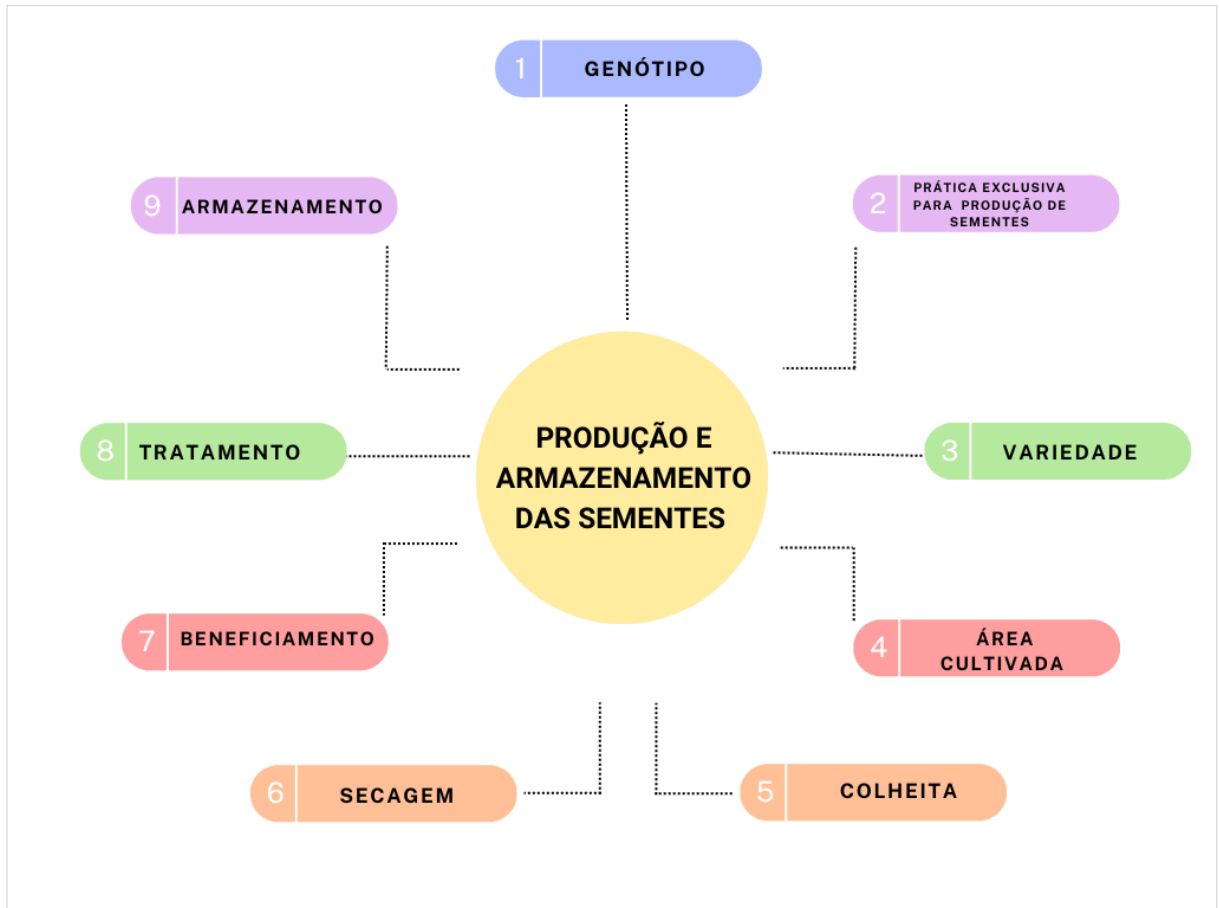 1 GENÓTIPO
2 PRÁTICA EXCLUSIVA
PARA PRODUÇÃO DE
SEMENTES
3 VARIEDADE
4 ÁREA
CULTIVADA
5 COLHEITA
6 SECAGEM
7 BENEFICIAMENTO
8 TRATAMENTO
9 ARMAZENAMENTO
PRODUÇÃO E
ARMAZENAMENTO
DAS SEMENTES